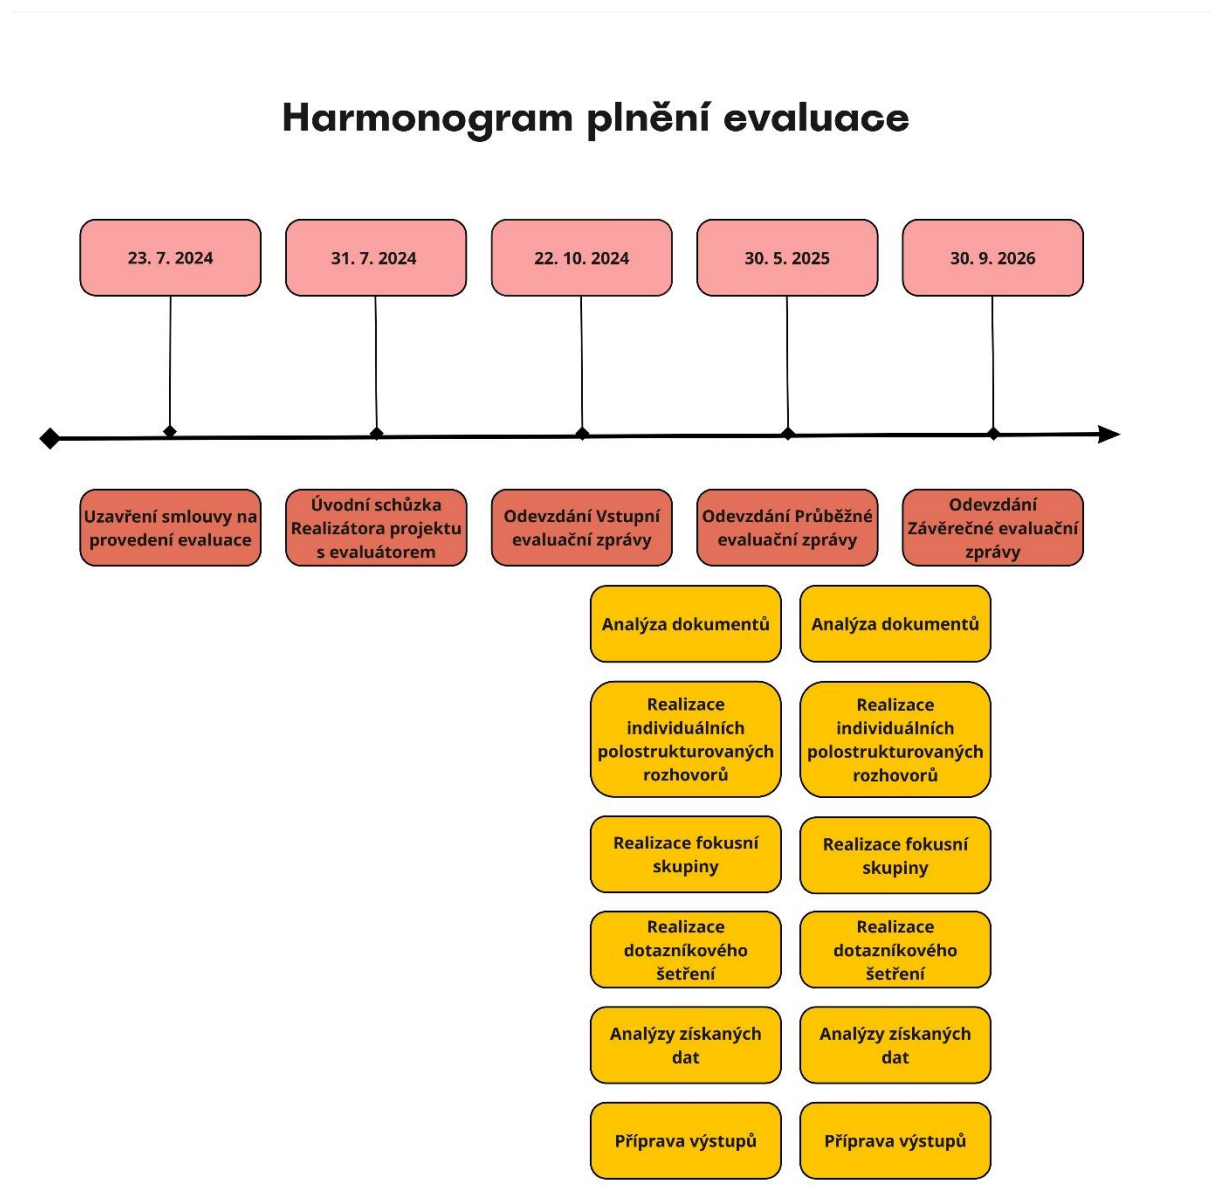 Harmonogram plnění evaluace
23. 7. 2024
31. 7. 2024
22. 10. 2024
30. 5. 2025
30. 9. 2026
Uzavření smlouvy na
provedení evaluace
Úvodní schůzka
Realizátora projektu
s evaluátorem
Odevzdání Vstupní
evaluační zprávy
Odevzdání Průběžné
evaluační zprávy
Odevzdání
Závěrečné evaluační
zprávy
Analýza dokumentů
Analýza dokumentů
Realizace
individuálních
polostrukturovaných
rozhovorů
Realizace
individuálních
polostrukturovaných
rozhovorů
Realizace fokusní
skupiny
Realizace fokusní
skupiny
Realizace
dotazníkového
šetření
Realizace
dotazníkového
šetření
Analýzy získaných
dat
Analýzy získaných
dat
Příprava výstupů
Příprava výstupů